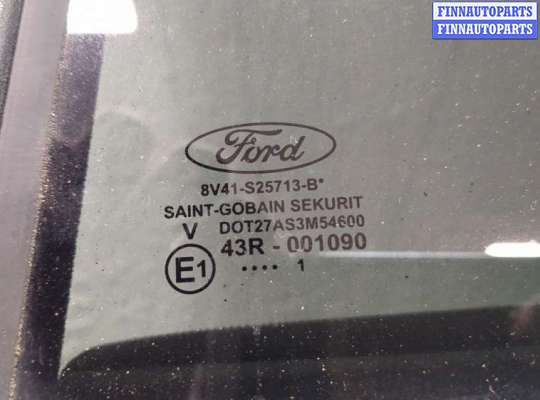 FINNAUTOPARTS
FINNAUTOPARTS
Ford
8V41-S25713-B*
SAINT-GOBAIN SEKURIT
V DOT27AS3M54600
E1 43R - 001090
.... 1